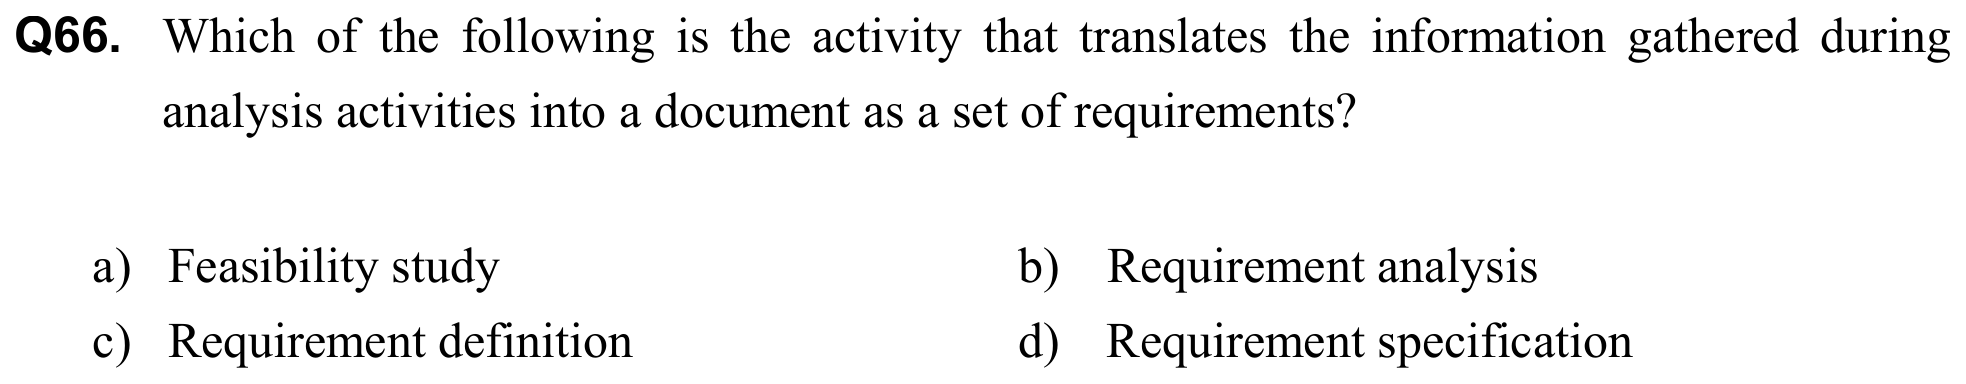 Q66. Which of the following is the activity that translates the information gathered during
analysis activities into a document as a set of requirements?
a) Feasibility study b) Requirement analysis
c) Requirement definition d) Requirement specification